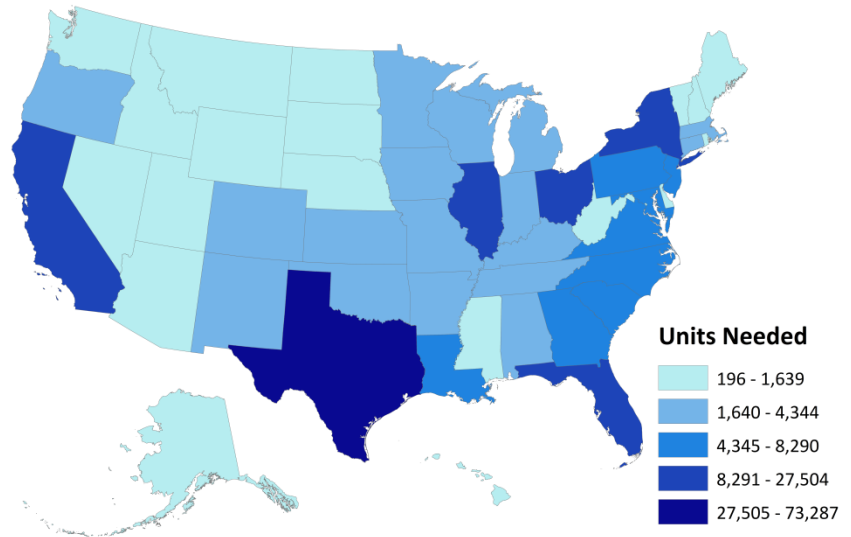 Units Needed
196 - 1,639
1,640 - 4,344
4,345 - 8,290
8,291 - 27,504
27,505 - 73,287